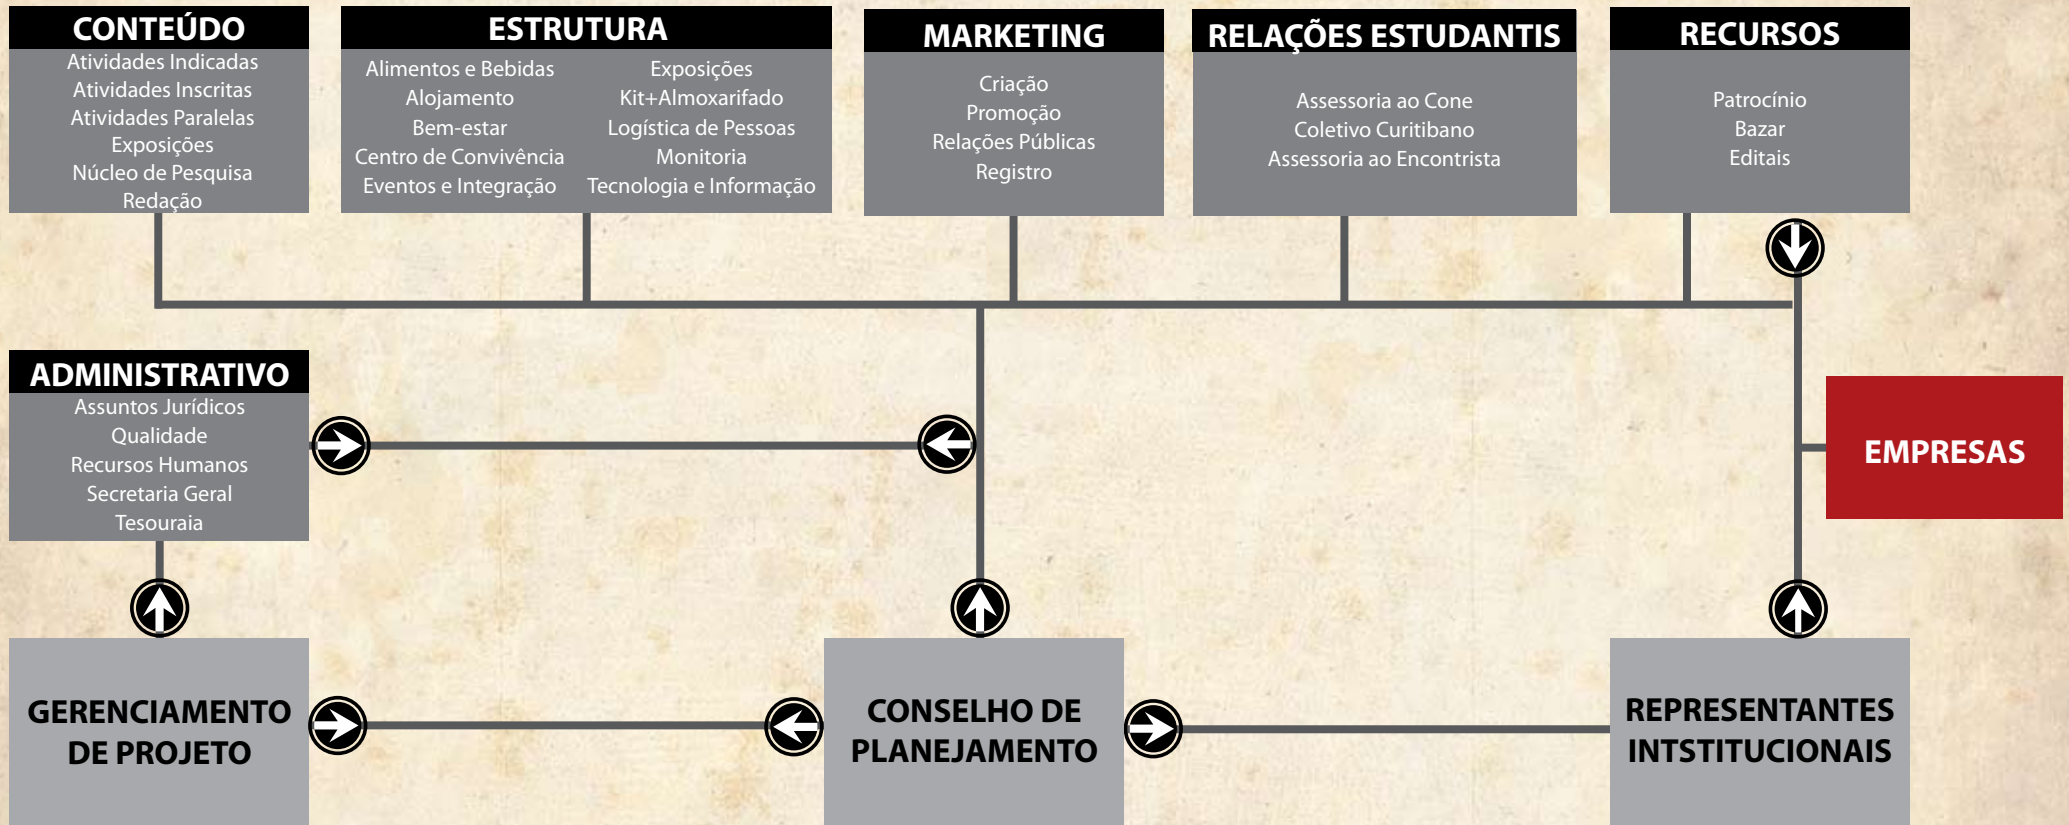 CONTEÚDO
Atividades Indicadas
Atividades Inscritas
Atividades Paralelas
Exposições
Núcleo de Pesquisa
Redação
ESTRUTURA
Alimentos e Bebidas
Alojamento
Bem-estar
Centro de Convivência
Eventos e Integração
Exposições
Kit+Almoxarifado
Logística de Pessoas
Monitoria
Tecnologia e Informação
MARKETING
Criação
Promoção
Relações Públicas
Registro
RELAÇÕES ESTUDANTIS
Assessoria ao Cone
Coletivo Curitibano
Assessoria ao Encontrista
RECURSOS
Patrocínio
Bazar
Editais
ADMINISTRATIVO
Assuntos Jurídicos
Qualidade
Recursos Humanos
Secretaria Geral
Tesouraia
EMPRESAS
GERENCIAMENTO
DE PROJETO
CONSELHO DE
PLANEJAMENTO
REPRESENTANTES
INTSTITUCIONAIS